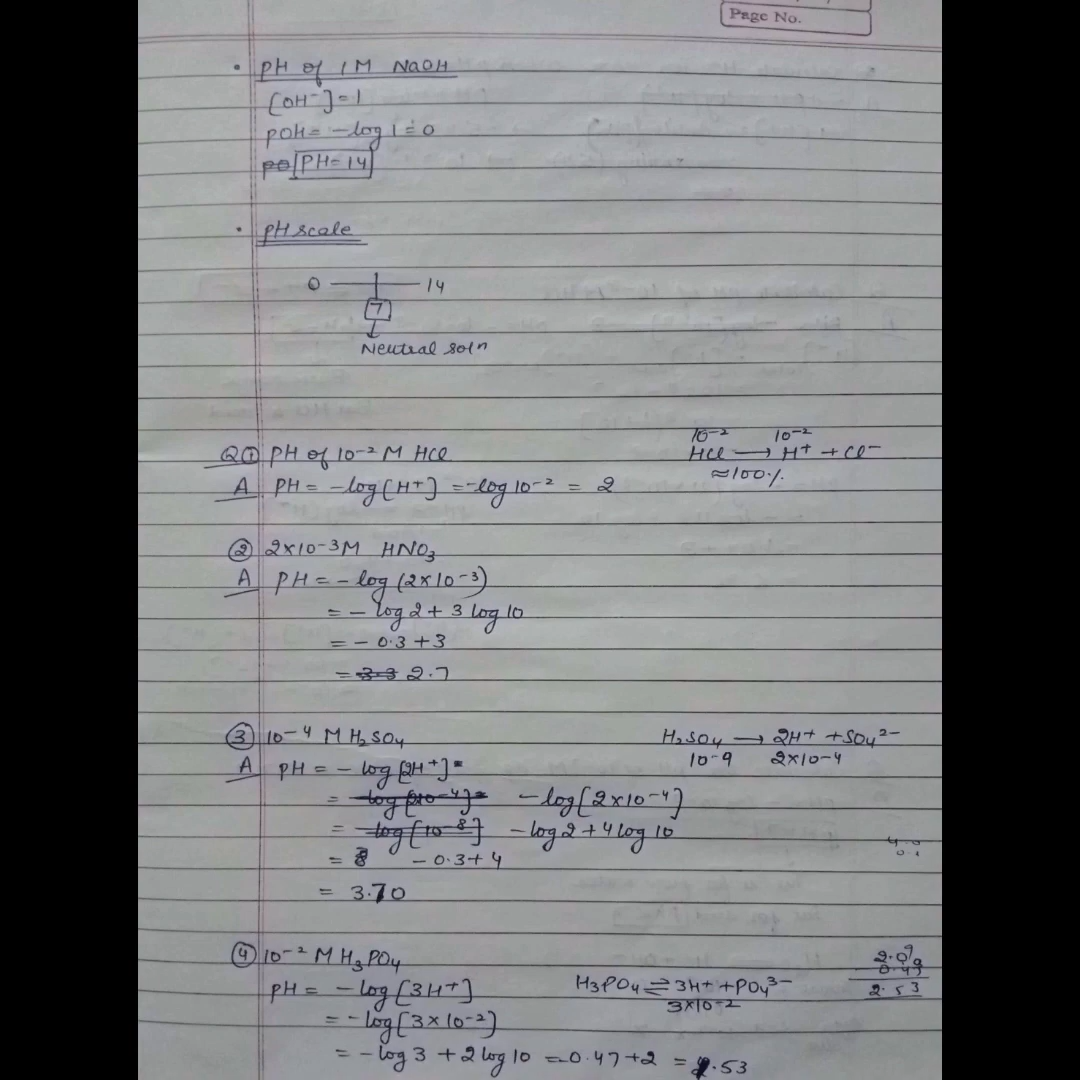 Page No.
• PH of 1M NaOH
[OH⁻] = 1
POH = -log 1 = 0
PH = 14
• PH scale
0 — 14
7
Neutral solⁿ
Q① PH of 10⁻² M HCl
10⁻² 10⁻²
HCl → H⁺ + Cl⁻
≈100%
A PH = -log[H⁺] = -log 10⁻² = 2
② 2×10⁻³M HNO₃
A PH = -log(2×10⁻³)
= -log 2 + 3 log 10
= -0.3 + 3
= 3.3 2.7
③ 10⁻⁴ M H₂SO₄
H₂SO₄ → 2H⁺ + SO₄²⁻
10⁻⁴ 2×10⁻⁴
A PH = -log[2H⁺] =
= -log[2×10⁻⁴]
= -log[10⁻⁸] -log 2 + 4 log 10
= 8 -0.3 + 4
= 3.70
④ 10⁻² M H₃PO₄
H₃PO₄ ⇌ 3H⁺ + PO₄³⁻
3×10⁻²
2.53
PH = -log[3H⁺]
= -log[3×10⁻²]
= -log 3 + 2 log 10 = -0.47 + 2 = .53